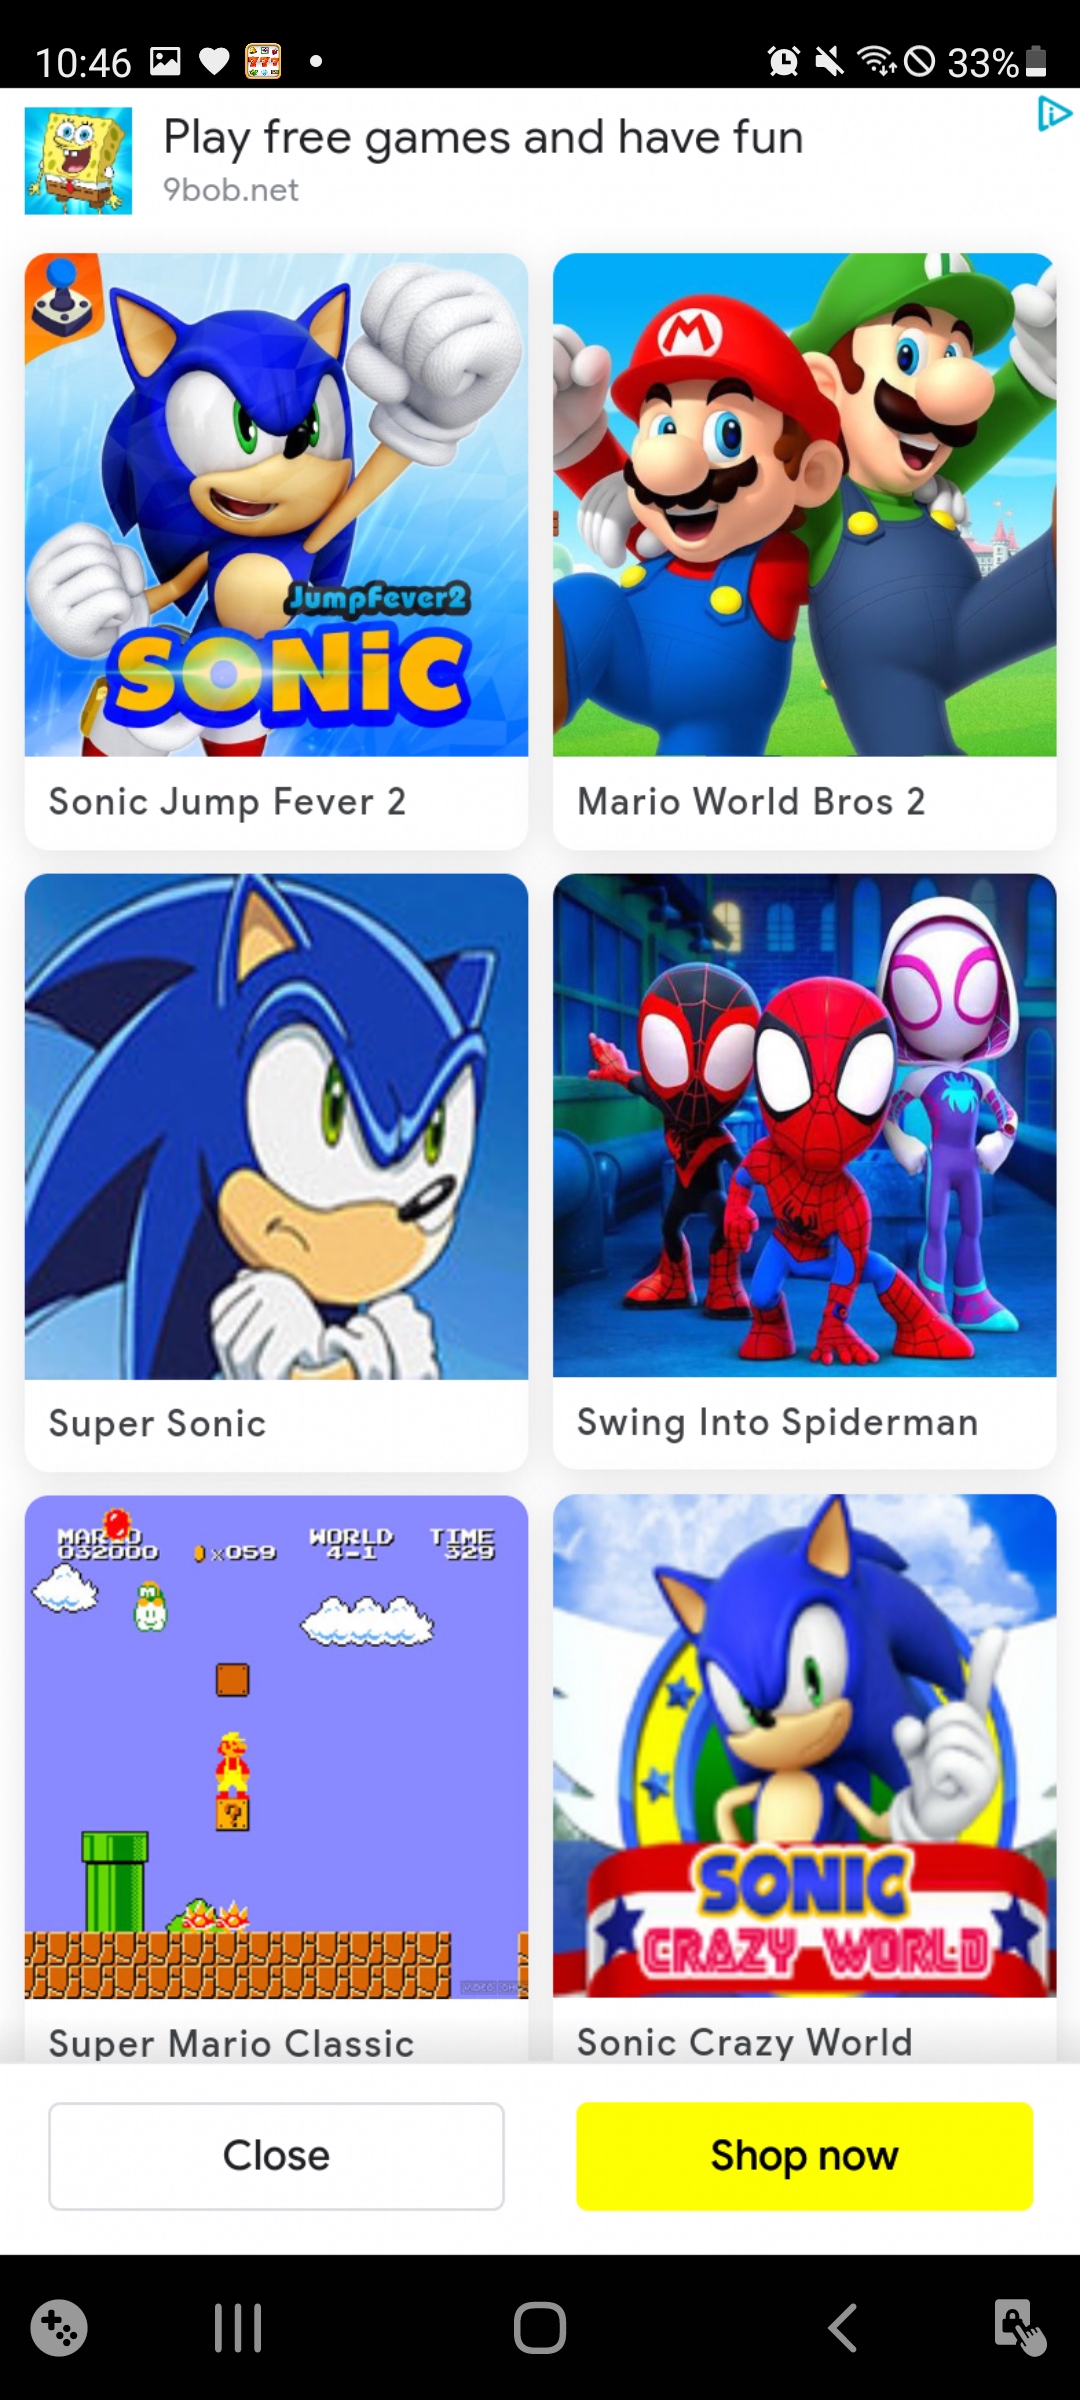 10:46
33%
Play free games and have fun
9bob.net
M
JumpFever2
SONiC
Sonic Jump Fever 2
Mario World Bros 2
Super Sonic
Swing Into Spiderman
MARIO WORLD TIME
032000 x059 4-1 329
?
SONIC
CRAZY WORLD
Super Mario Classic
Sonic Crazy World
Close
Shop now